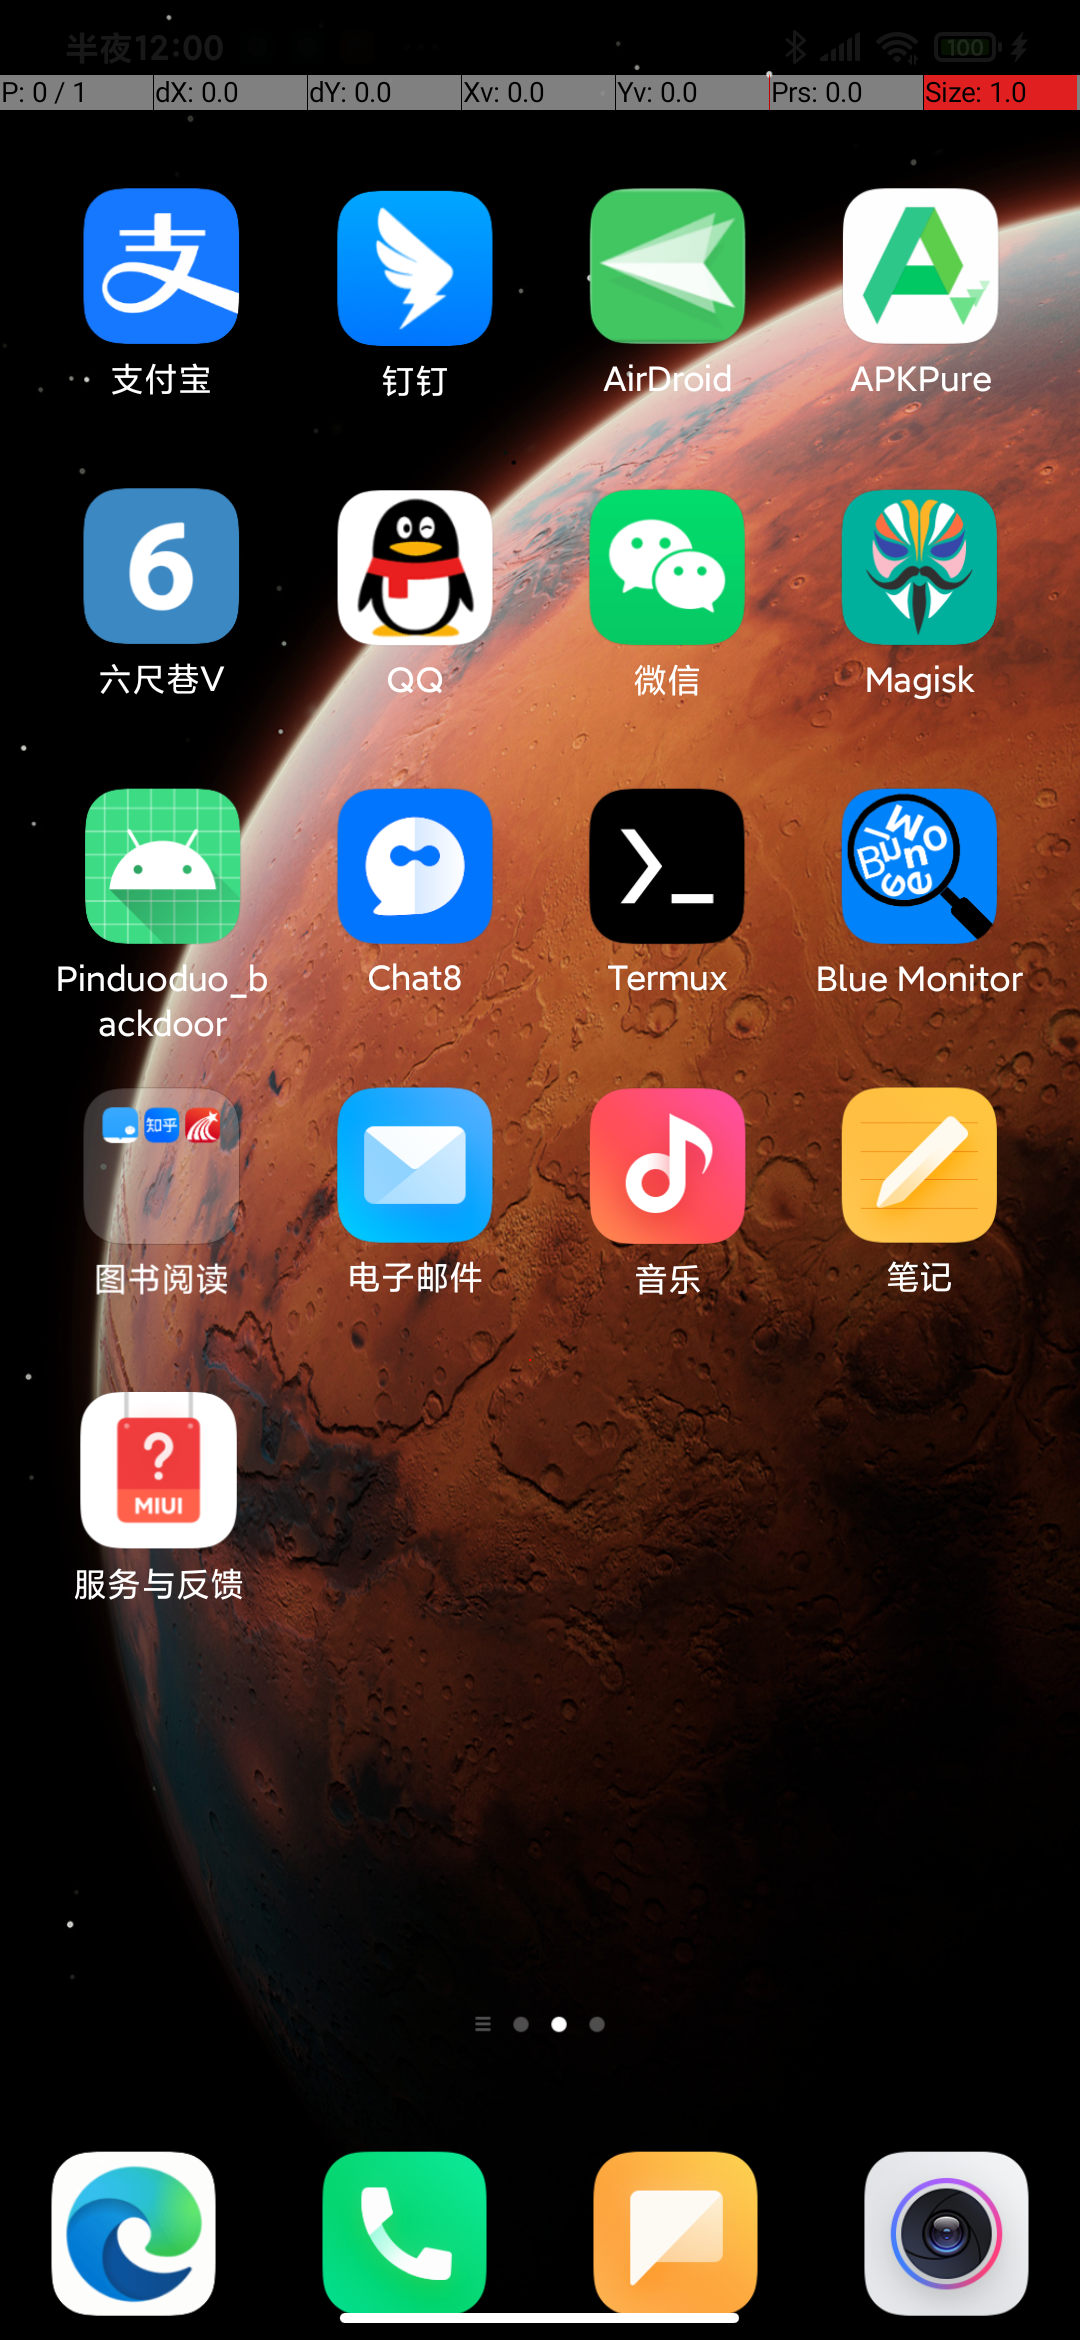 半夜12:00
100
P: 0 / 1 dX: 0.0 dY: 0.0 Xv: 0.0 Yv: 0.0 Prs: 0.0 Size: 1.0
支
支付宝 钉钉 AirDroid APKPure
6
六尺巷V QQ 微信 Magisk
Blue Monitor
Pinduoduo_b Chat8 Termux
ackdoor
知乎
图书阅读 电子邮件 音乐 笔记
?
MIUI
服务与反馈